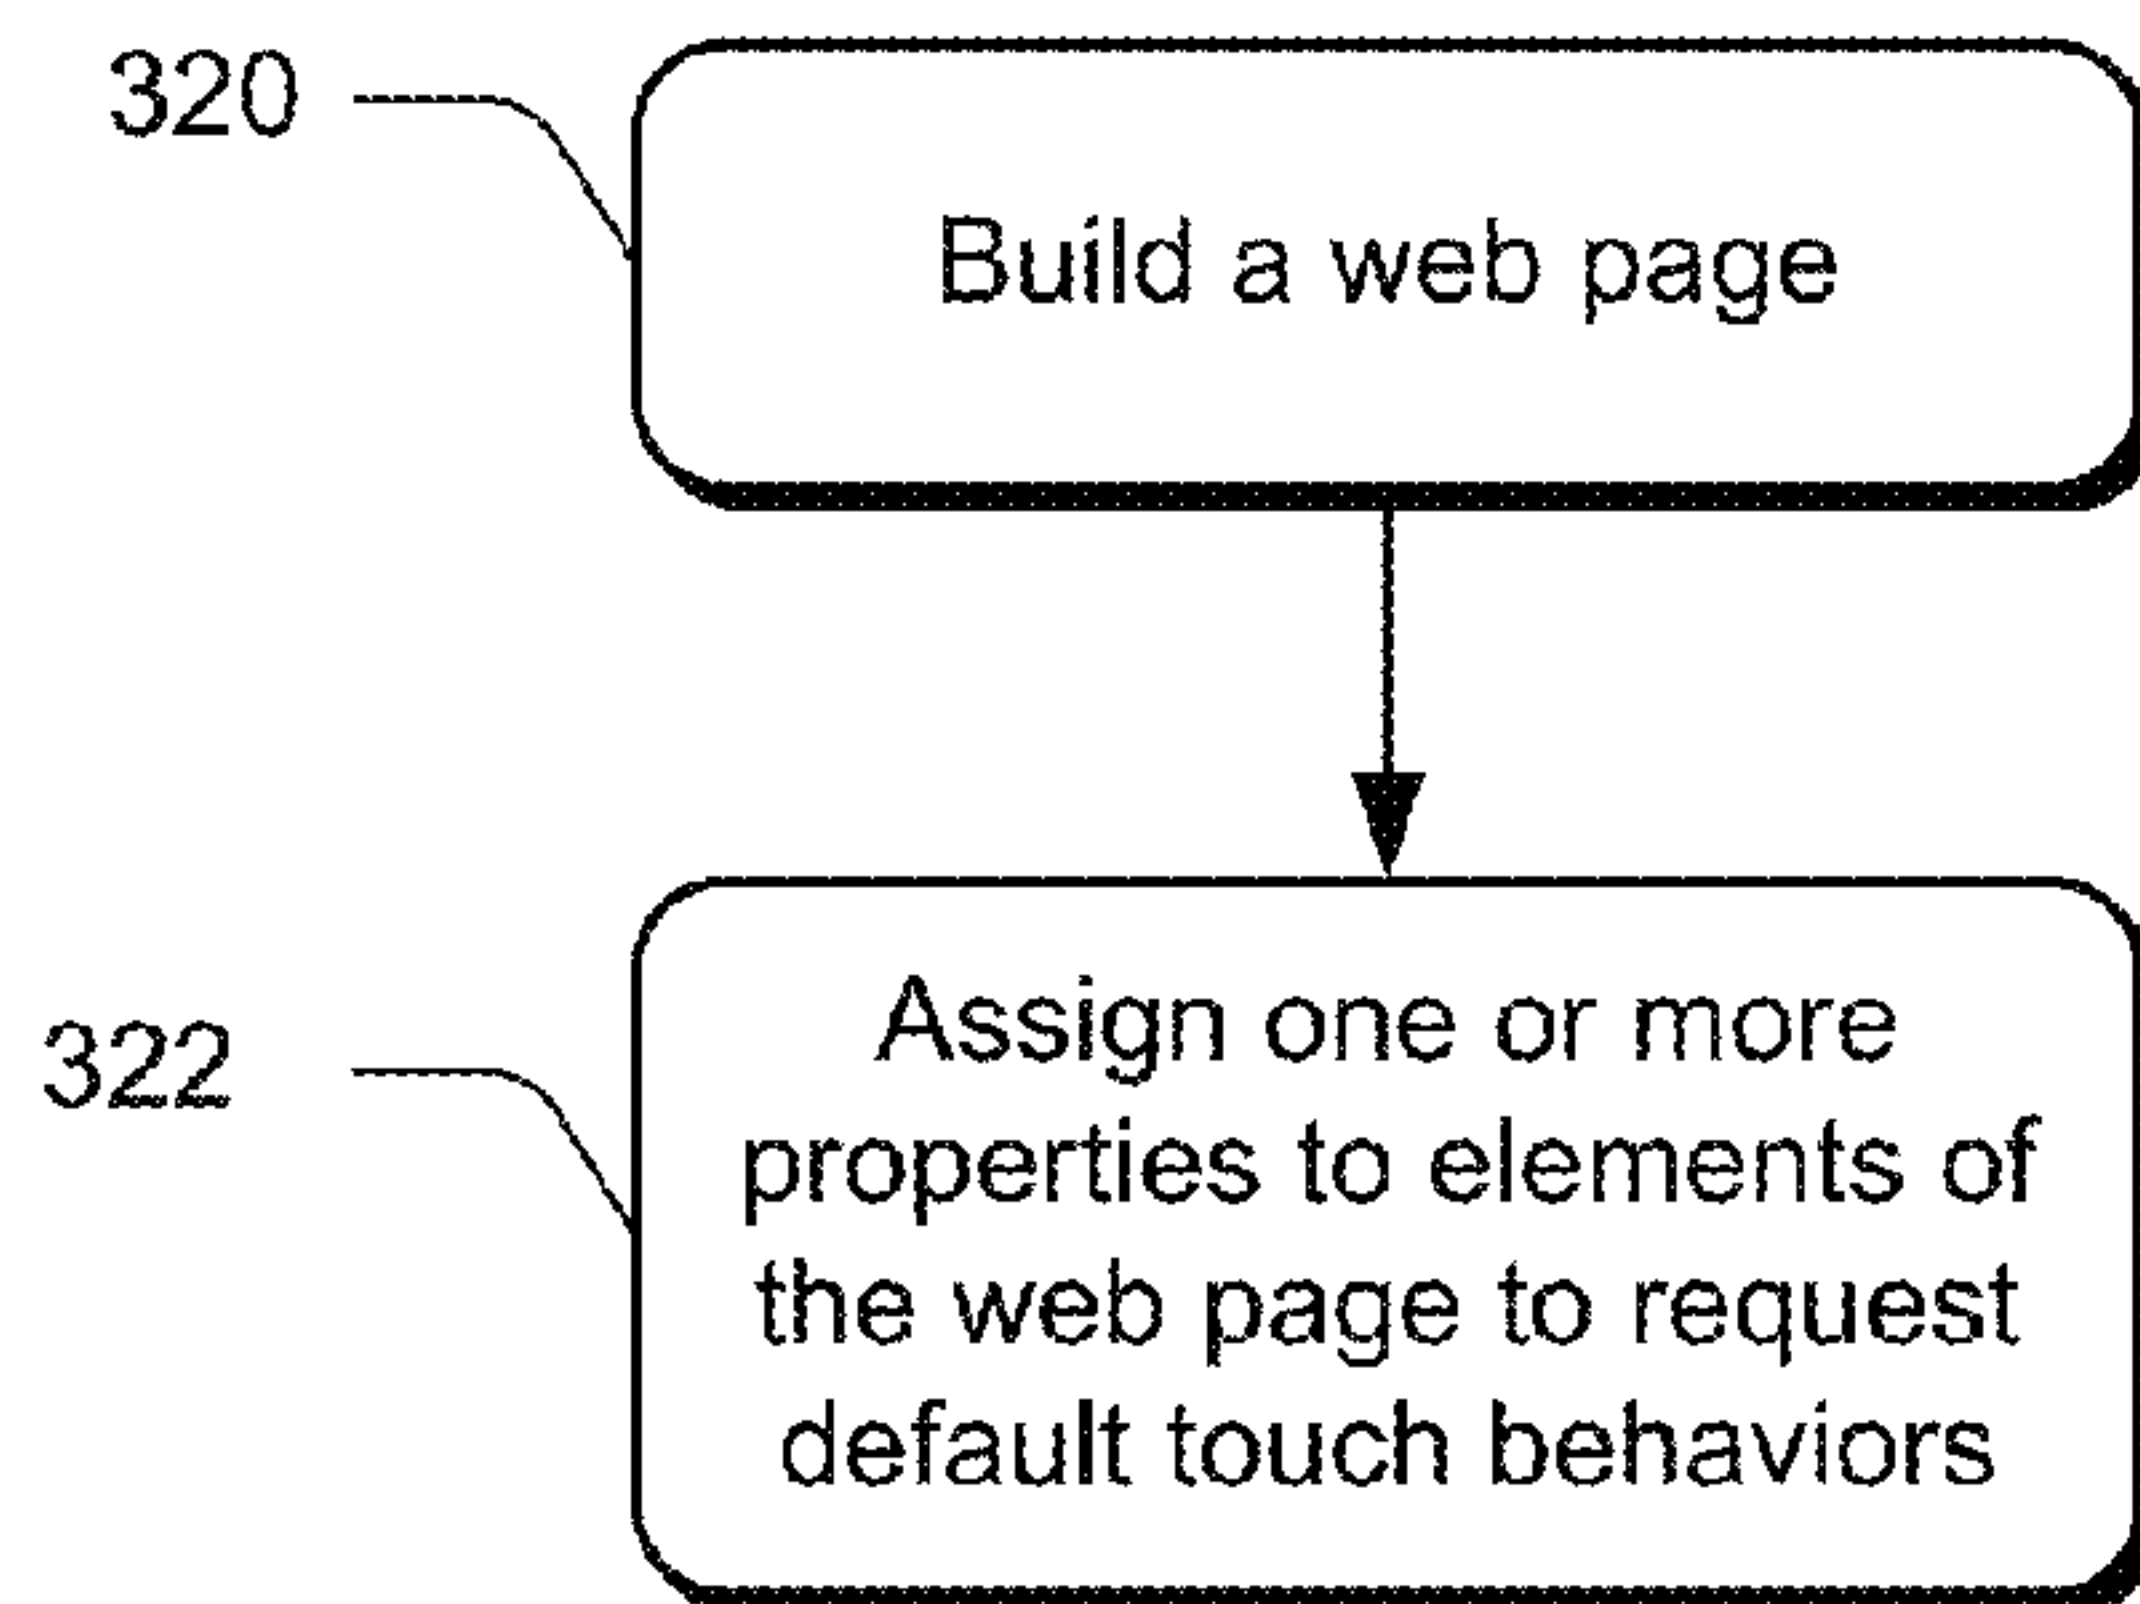 320
Build a web page
322
Assign one or more
properties to elements of
the web page to request
default touch behaviors